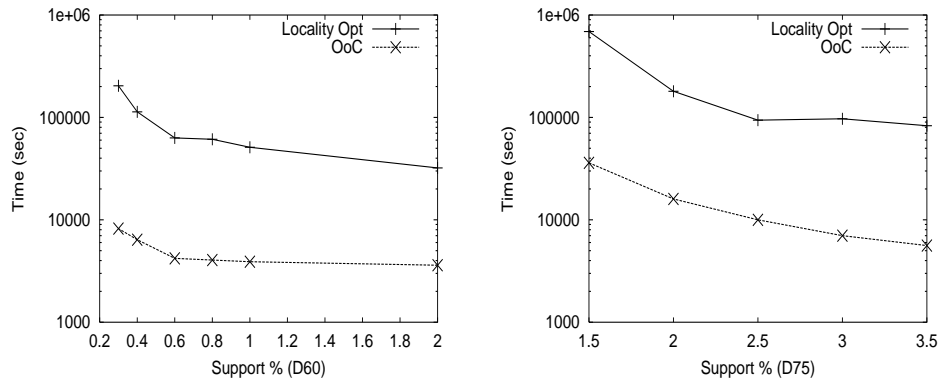 1e+06
100000
10000
1000
Time (sec)
Locality Opt
OoC
0.2 0.4 0.6 0.8 1 1.2 1.4 1.6 1.8 2
Support % (D60)
1e+06
100000
10000
1000
Time (sec)
Locality Opt
OoC
1.5 2 2.5 3 3.5
Support % (D75)